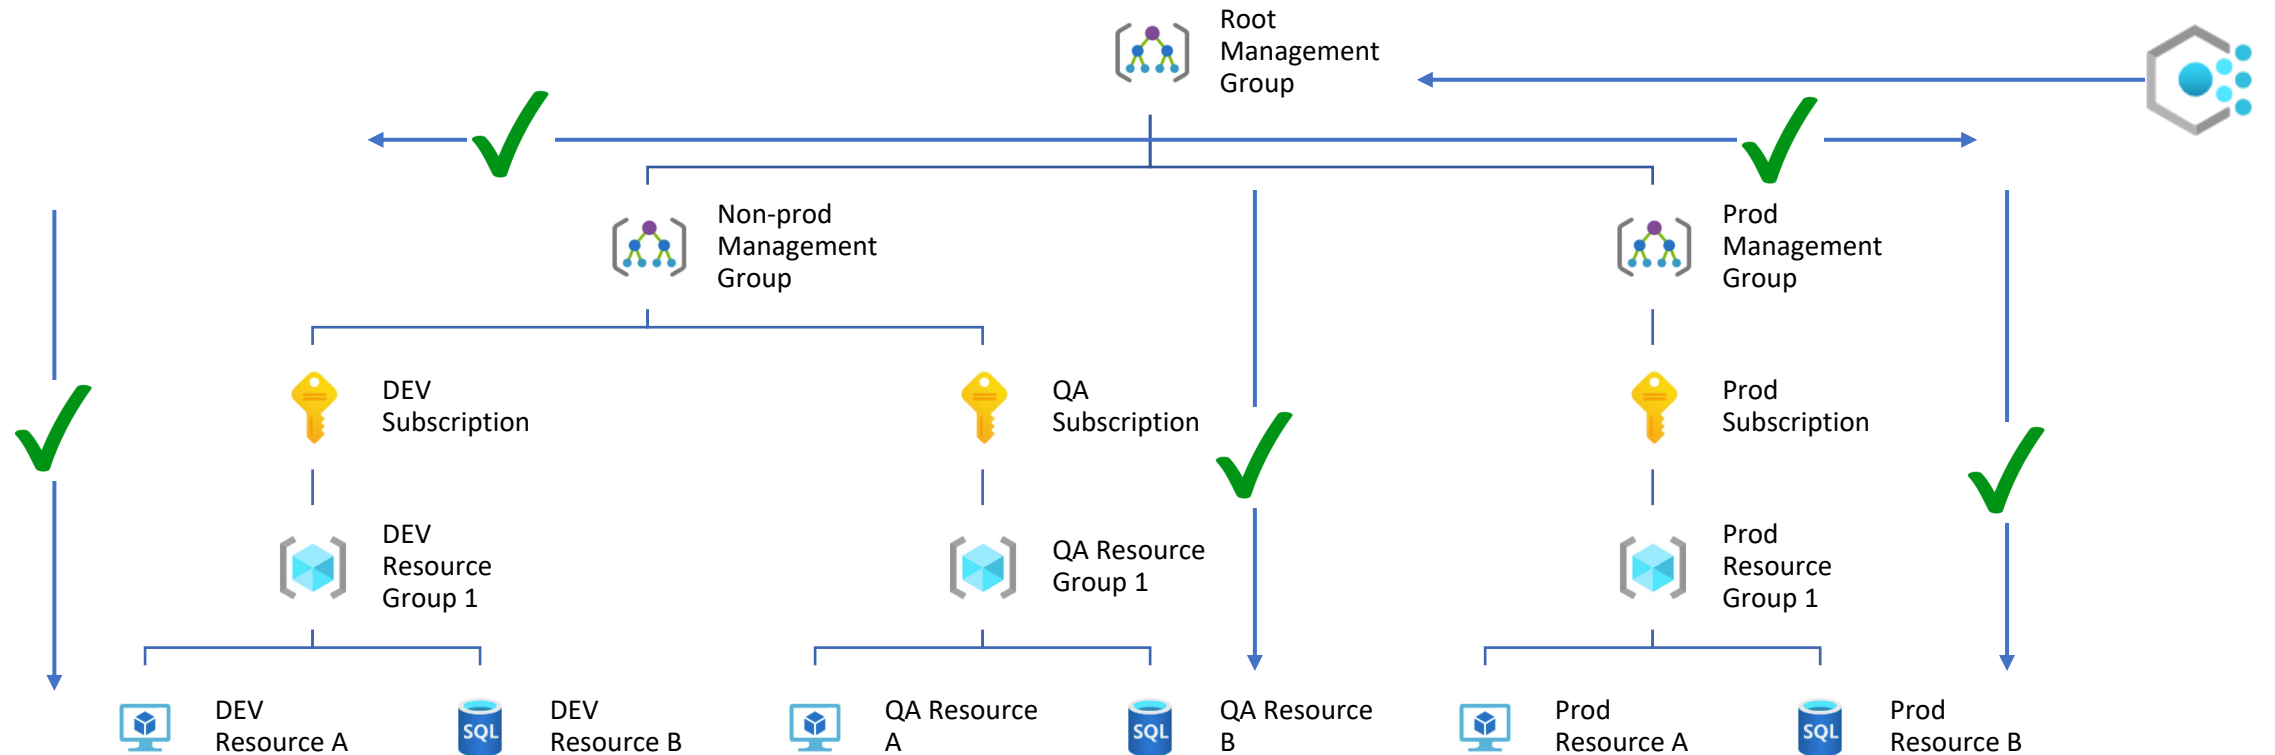 Root
Management
Group
Non-prod
Management
Group
Prod
Management
Group
DEV
Subscription
QA
Subscription
Prod
Subscription
DEV
Resource
Group 1
QA Resource
Group 1
Prod
Resource
Group 1
DEV
Resource A
SQL
DEV
Resource B
QA Resource
A
SQL
QA Resource
B
Prod
Resource A
SQL
Prod
Resource B